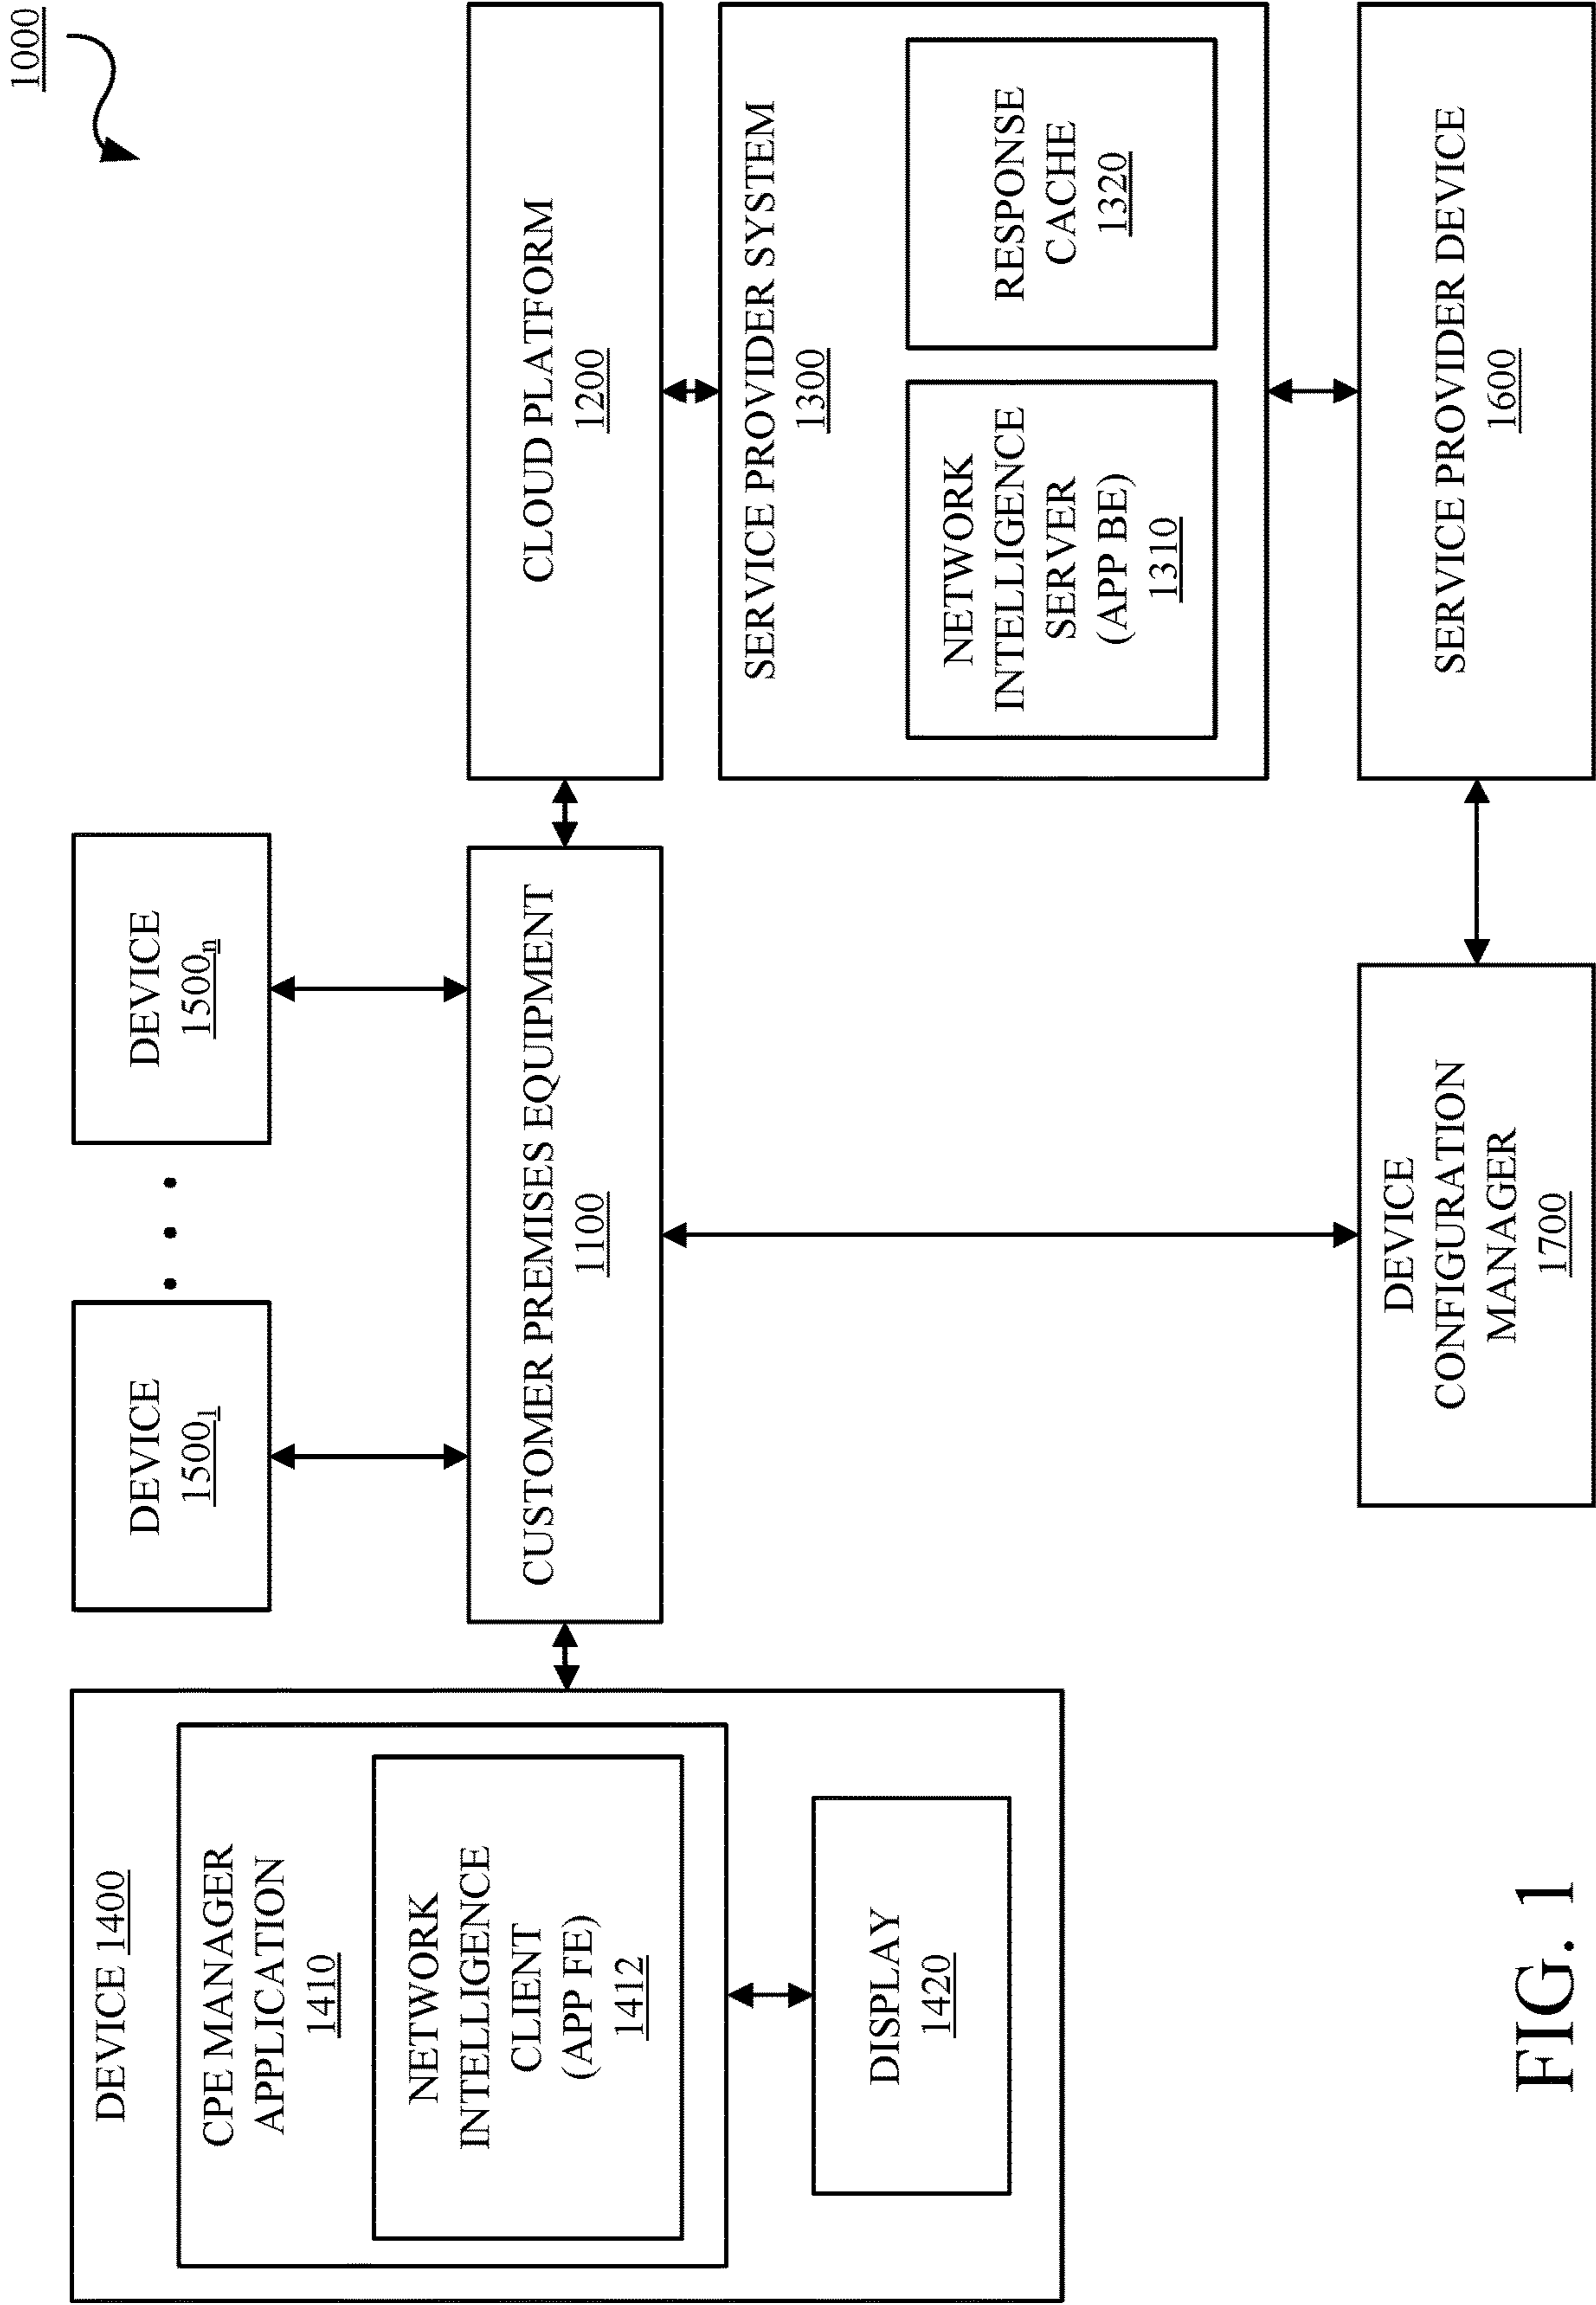 1000
DEVICE 1400
CPE MANAGER
APPLICATION
1410
NETWORK
INTELLIGENCE
CLIENT
(APP FE)
1412
DISPLAY
1420
DEVICE
1500₁
• • •
DEVICE
1500ₙ
CUSTOMER PREMISES EQUIPMENT
1100
CLOUD PLATFORM
1200
SERVICE PROVIDER SYSTEM
1300
NETWORK
INTELLIGENCE
SERVER
(APP BE)
1310
RESPONSE
CACHE
1320
DEVICE
CONFIGURATION
MANAGER
1700
SERVICE PROVIDER DEVICE
1600
FIG. 1